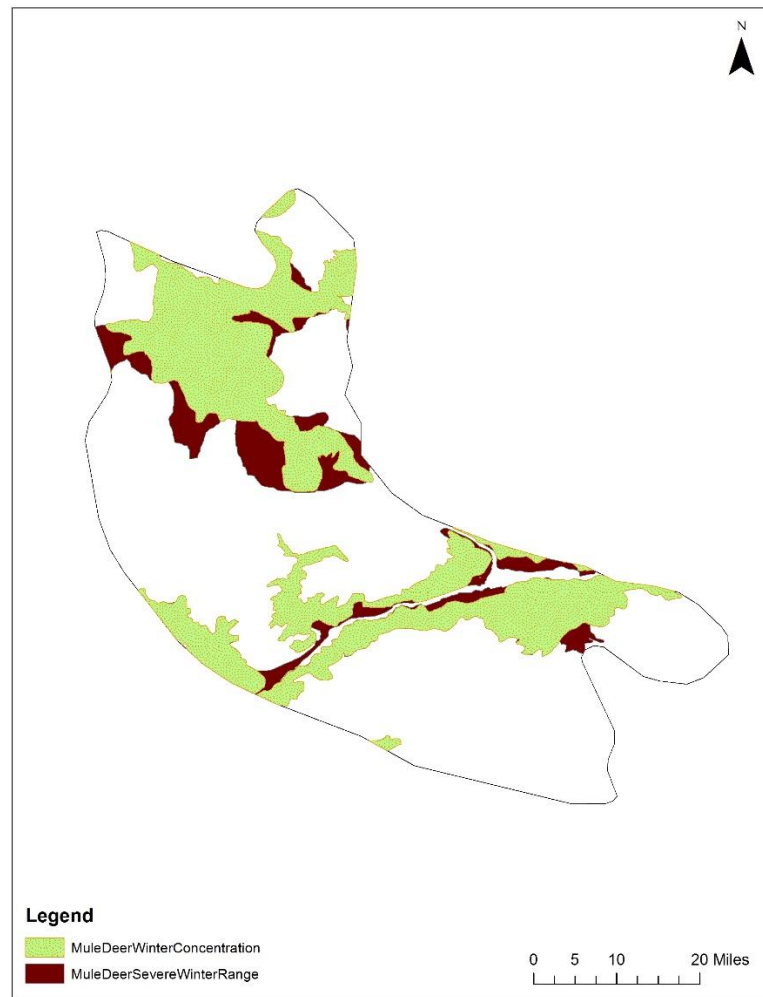 N
Legend
MuleDeerWinterConcentration
MuleDeerSevereWinterRange
0 5 10 20 Miles